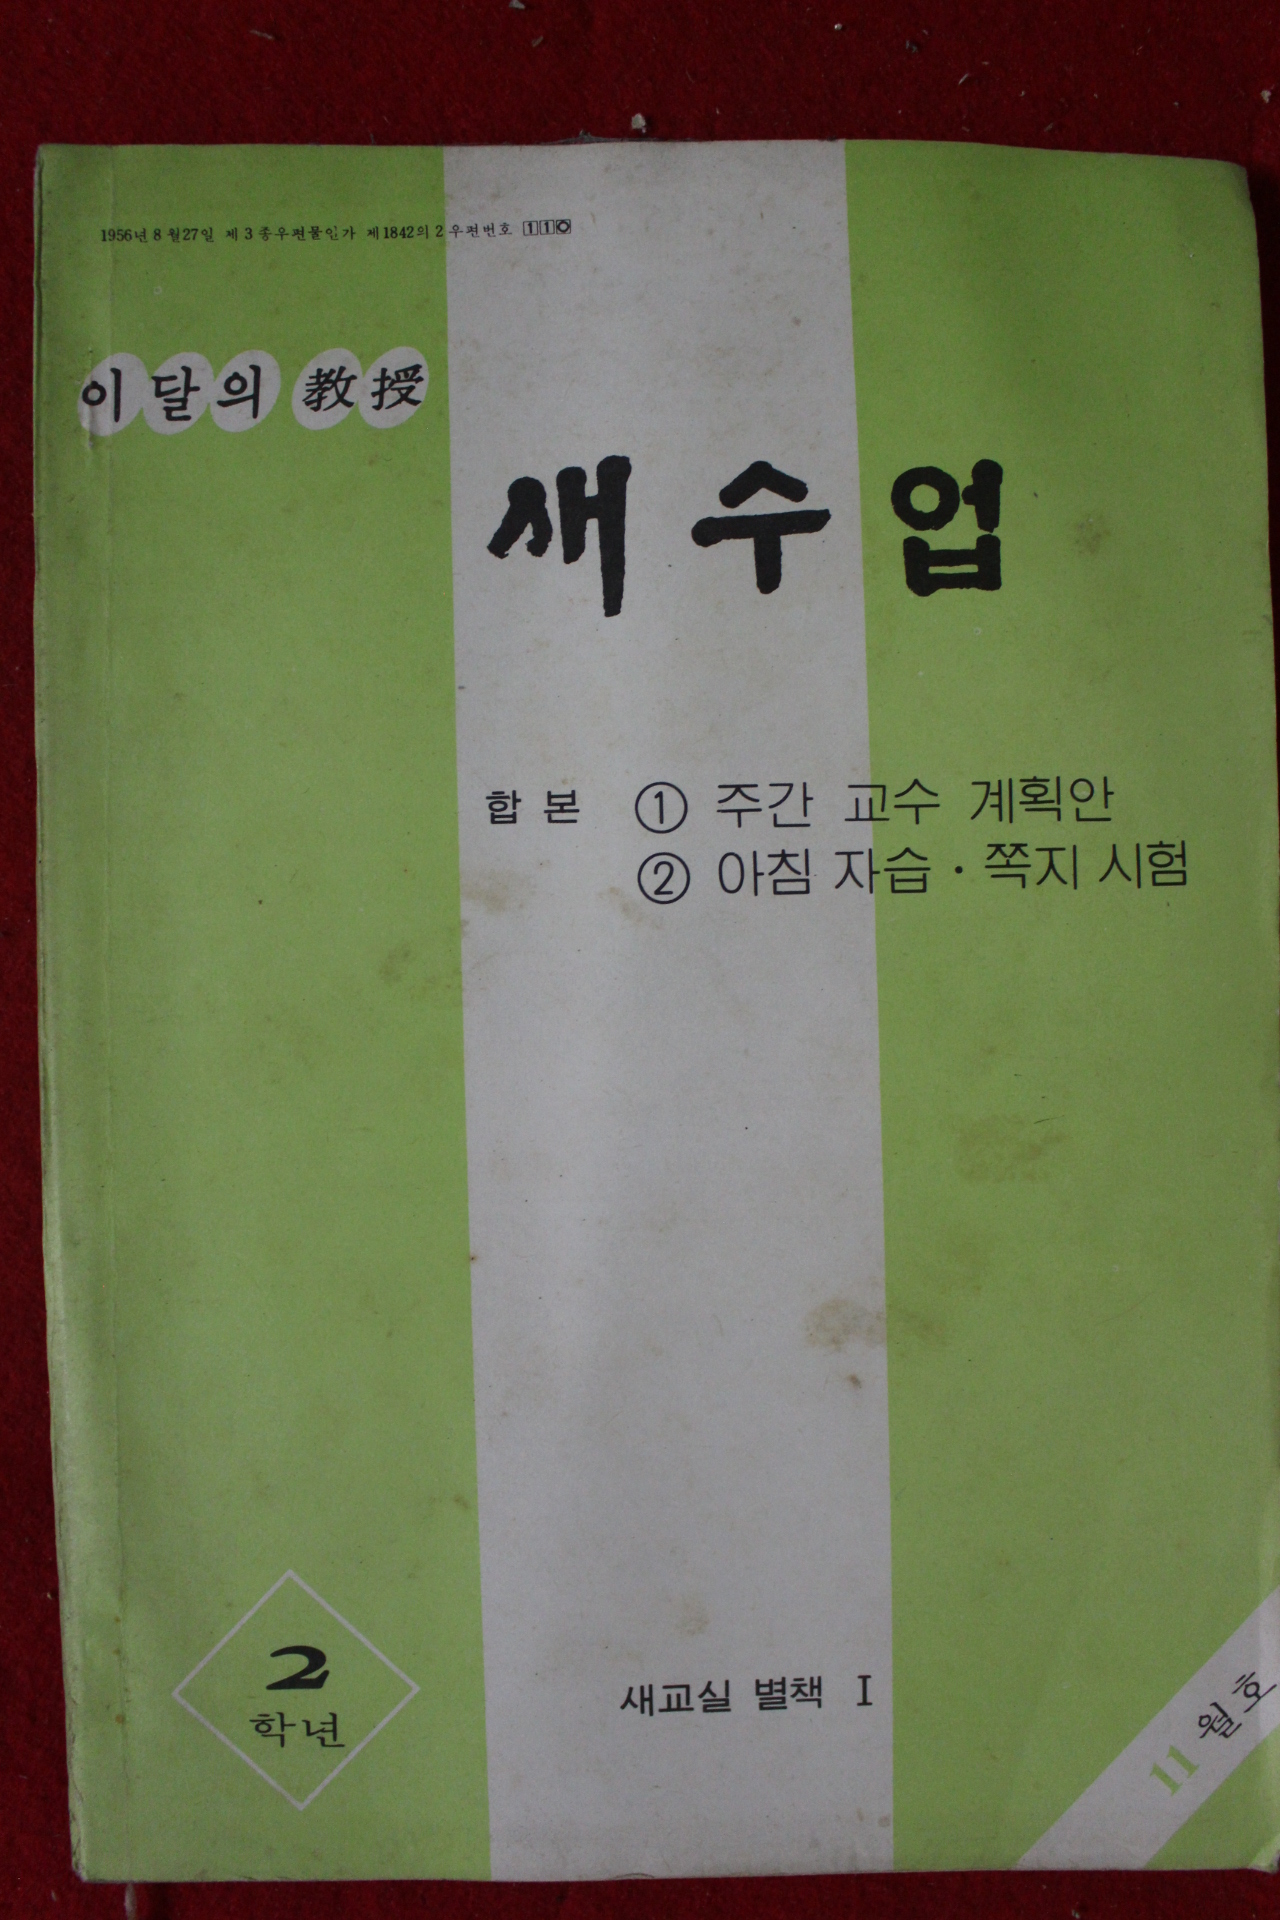 1956년 8월27일 제3종우편물인가 제1842의2 우편번호 110
이달의 教授
새수업
합본 ① 주간 교수 계획안
② 아침 자습·쪽지 시험
2
학년
새교실 별책 I
11월호